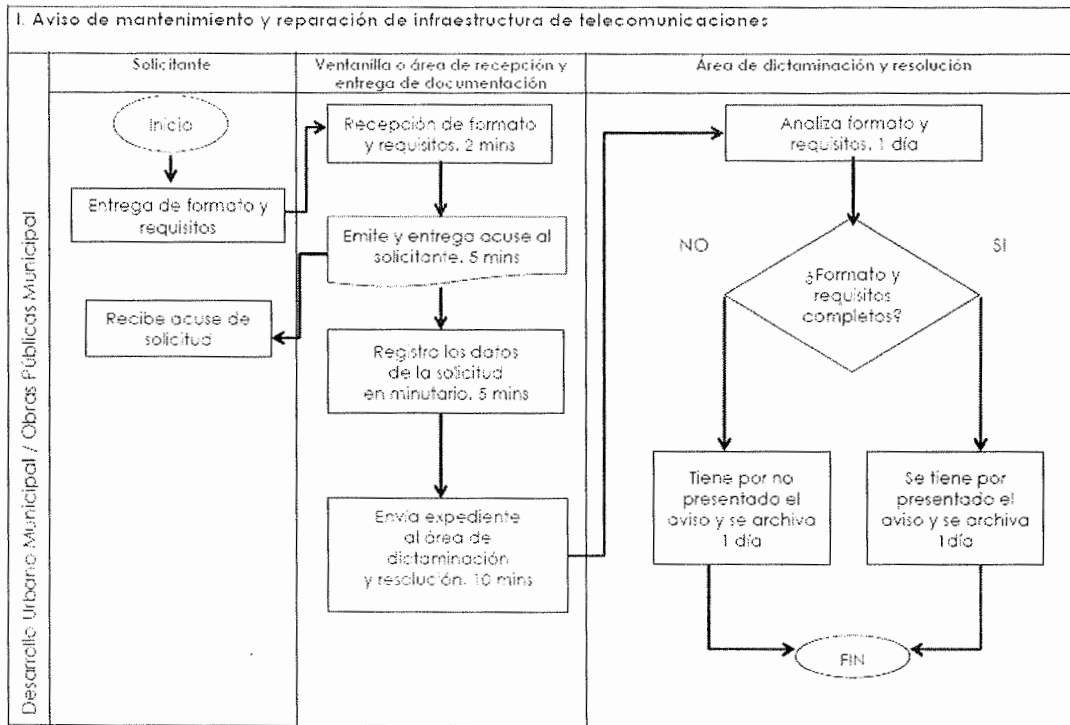 I. Aviso de mantenimiento y reparación de infraestructura de telecomunicaciones
Desarrollo Urbano Municipal / Obras Públicas Municipal
Solicitante
Ventanilla o área de recepción y
entrega de documentación
Área de dictaminación y resolución
Inicio
Entrega de formato y
requisitos
Recibe acuse de
solicitud
Recepción de formato
y requisitos. 2 mins
Emite y entrega acuse al
solicitante. 5 mins
Registra los datos
de la solicitud
en minutario. 5 mins
Envía expediente
al área de
dictaminación
y resolución. 10 mins
Analiza formato y
requisitos. 1 día
NO
SI
¿Formato y
requisitos
completos?
Tiene por no
presentado el
aviso y se archiva
1 día
Se tiene por
presentado el
aviso y se archiva
1día
FIN